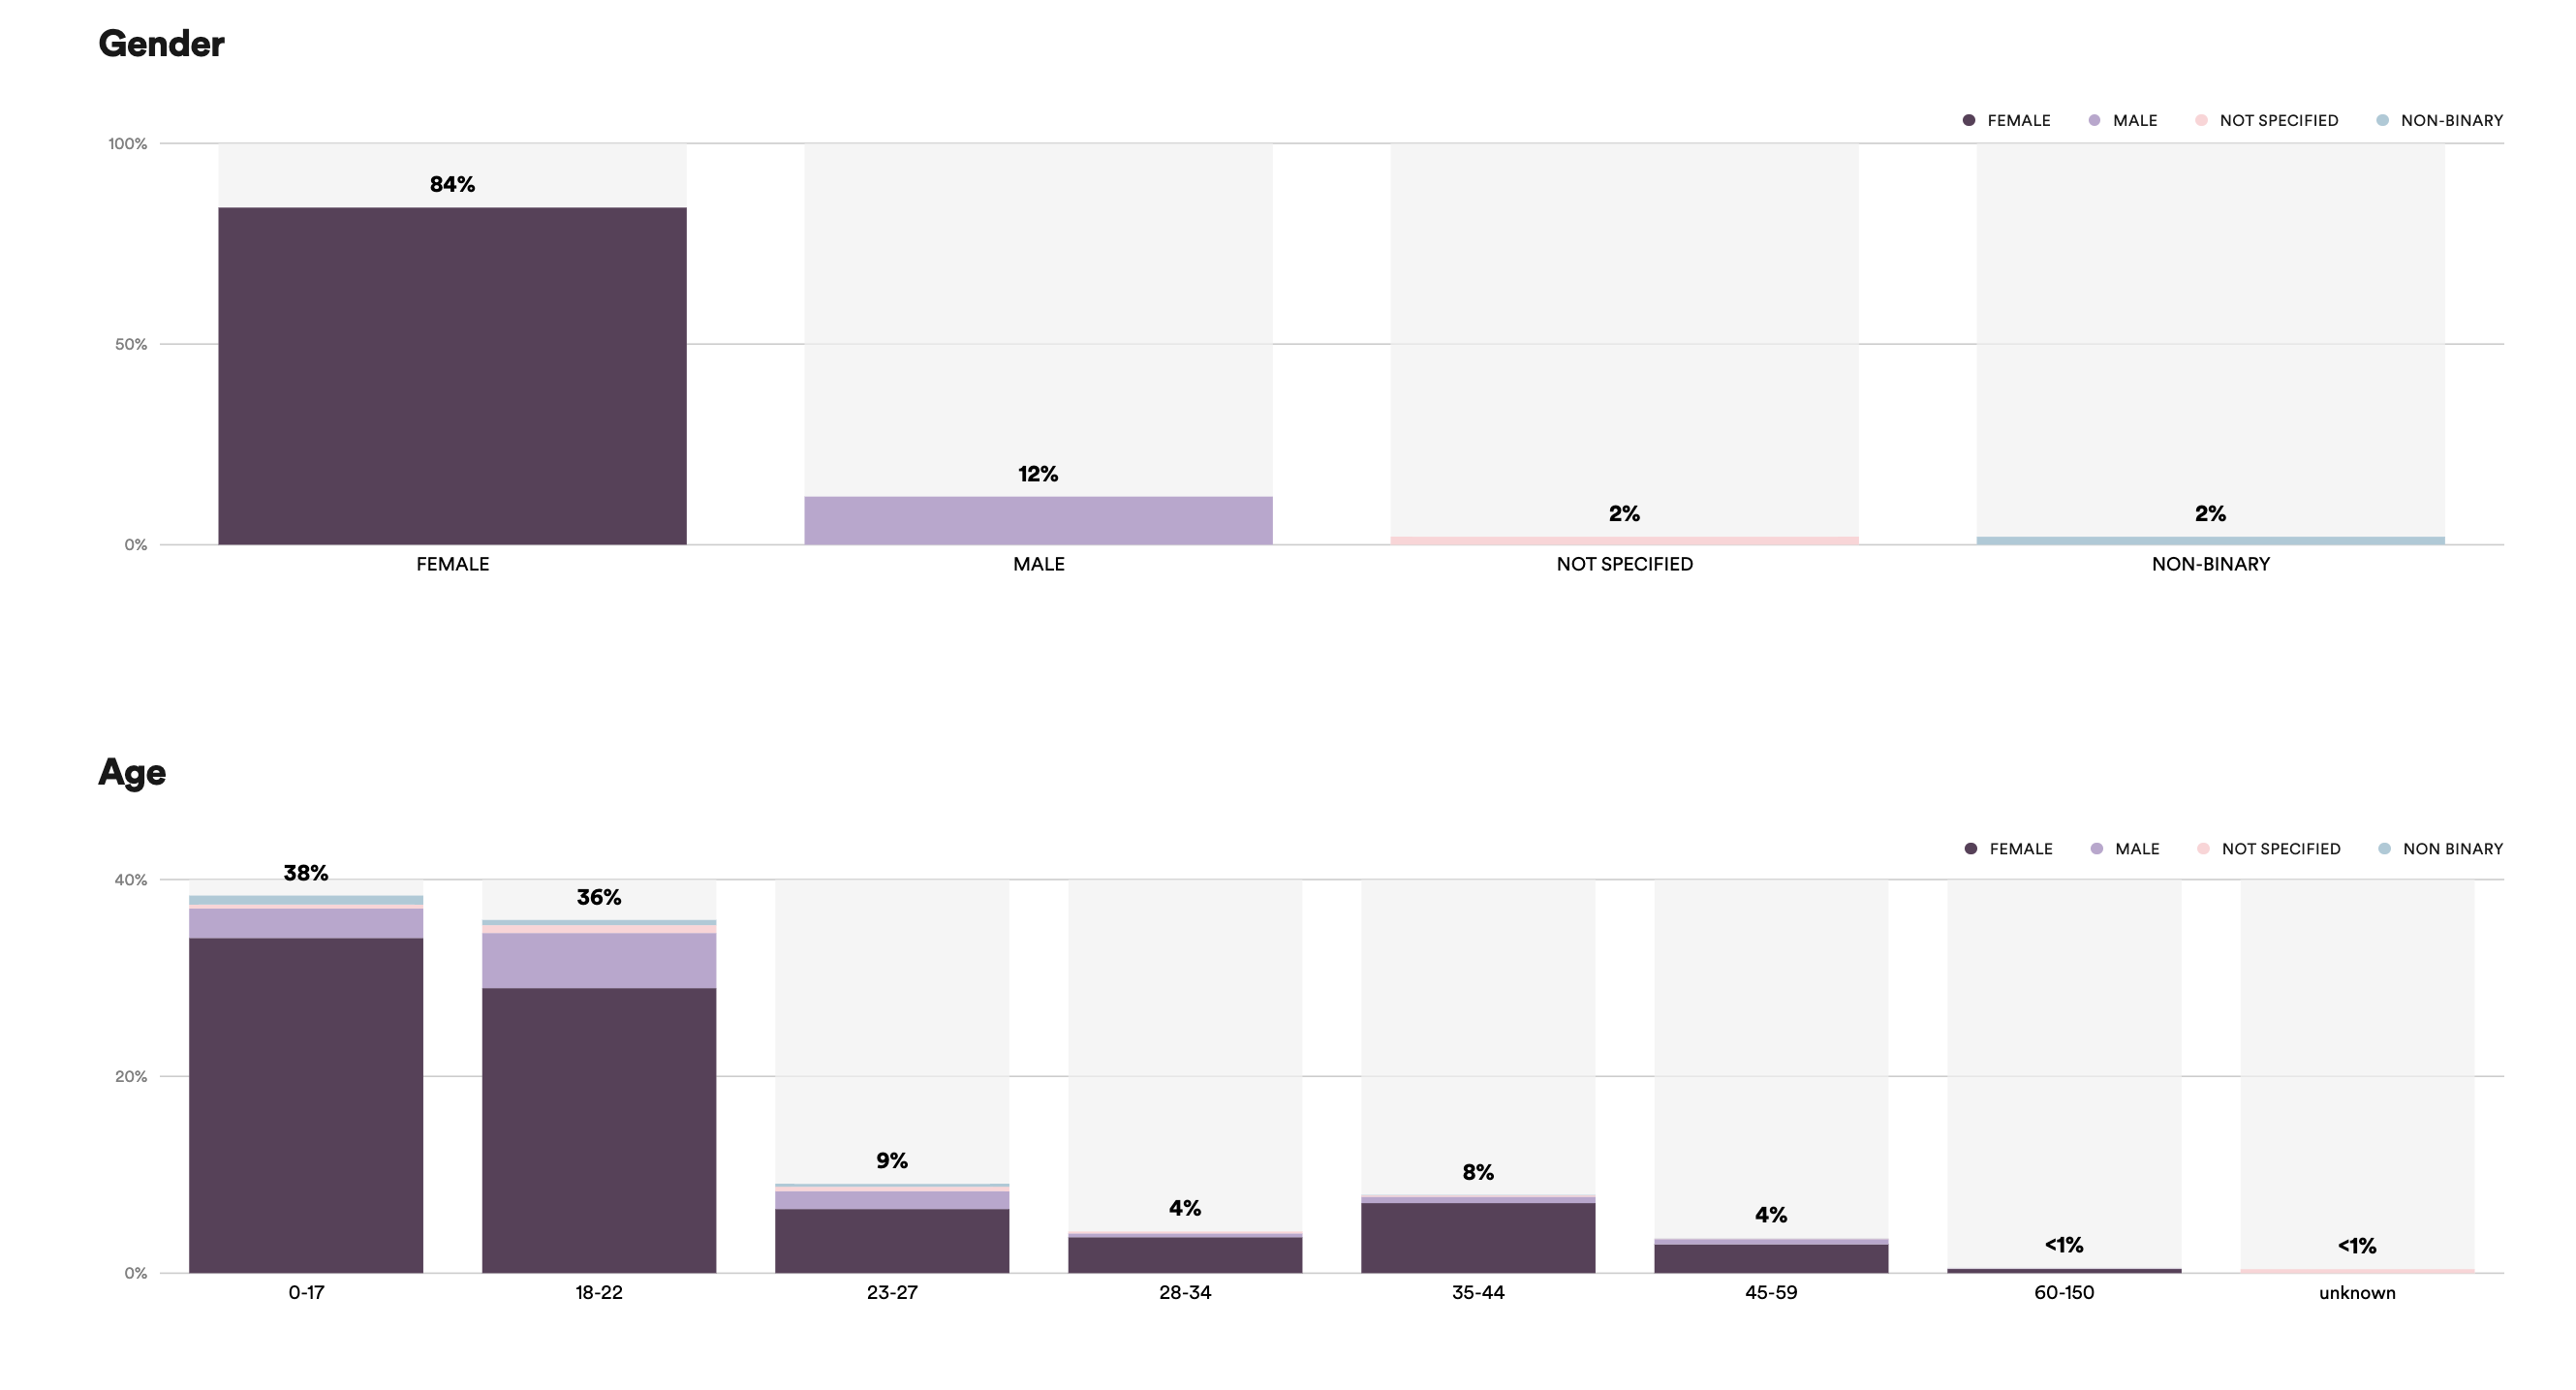 Gender
FEMALE MALE NOT SPECIFIED NON-BINARY
100%
84%
50%
12%
2% 2%
0%
FEMALE MALE NOT SPECIFIED NON-BINARY
Age
FEMALE MALE NOT SPECIFIED NON BINARY
38%
40%
36%
20%
9%
8%
4%
4%
<1% <1%
0%
0-17 18-22 23-27 28-34 35-44 45-59 60-150 unknown